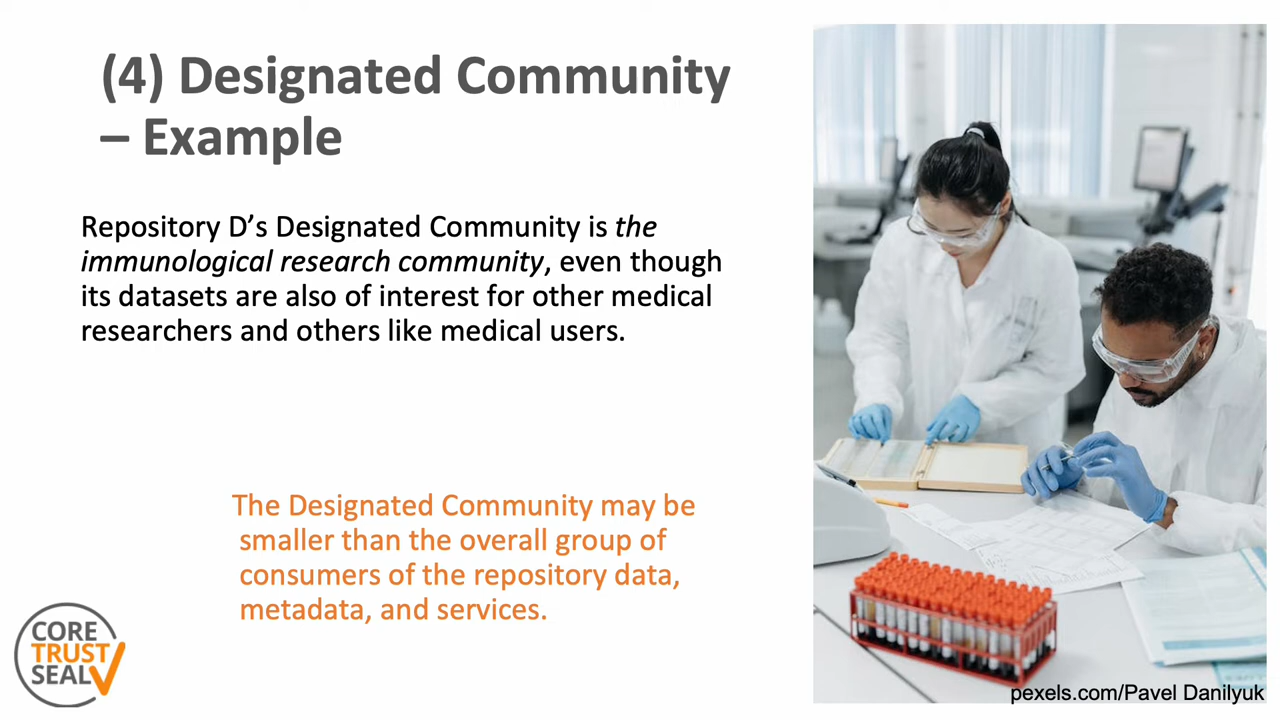 (4) Designated Community
– Example
Repository D’s Designated Community is the
immunological research community, even though
its datasets are also of interest for other medical
researchers and others like medical users.
The Designated Community may be
smaller than the overall group of
consumers of the repository data,
metadata, and services.
CORE
TRUST
SEAL
pexels.com/Pavel Danilyuk